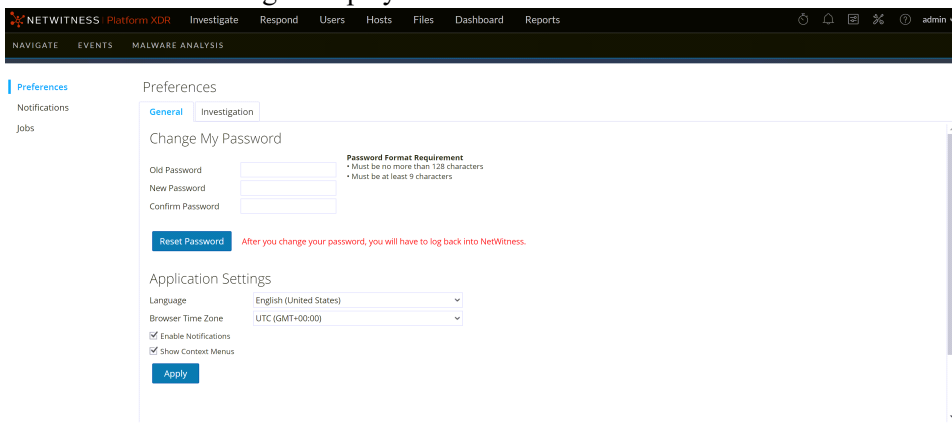 NETWITNESS Platform XDR Investigate Respond Users Hosts Files Dashboard Reports admin
NAVIGATE EVENTS MALWARE ANALYSIS
Preferences
Notifications
Jobs
Preferences
General Investigation
Change My Password
Password Format Requirement
• Must be no more than 128 characters
• Must be at least 9 characters
Old Password
New Password
Confirm Password
Reset Password After you change your password, you will have to log back into NetWitness.
Application Settings
Language English (United States)
Browser Time Zone UTC (GMT+00:00)
Enable Notifications
Show Context Menus
Apply